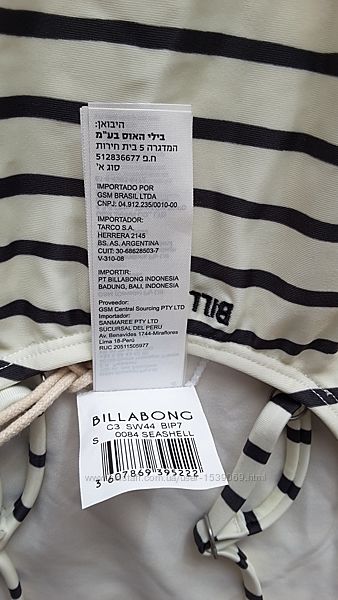 היבואן:
בילי האוס בע"מ
המדגרה 5 בית חירות
ח.פ 512836677
סוג א'
IMPORTADO POR
GSM BRASIL LTDA
CNPJ: 04.912.235/0010-00
IMPORTADOR:
TARCO S.A.
HERRERA 2145
BS. AS. ARGENTINA
CUIT: 30-68628503-7
V-310-08
IMPORTIR:
PT BILLABONG INDONESIA
BADUNG, BALI, INDONESIA
Proveedor:
GSM Central Sourcing PTY LTD
Importador:
SANMAREE PTY LTD
SUCURSAL DEL PERU
Av. Benavides 1744-Miraflores
Lima 18-Perú
RUC 20511505977
BILL
BILLABONG
C3 SW44 BIP7
S 0084 SEASHELL
3 607869 395222